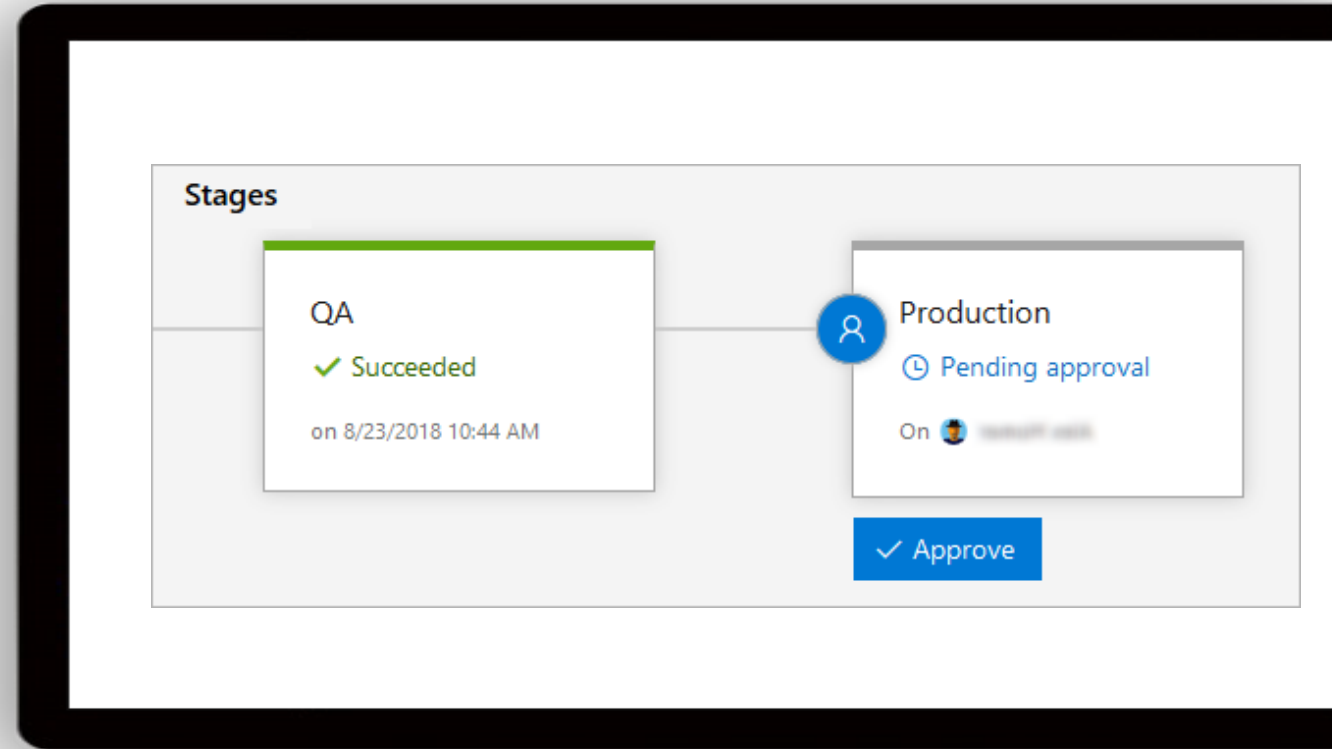 Stages
QA
Succeeded
on 8/23/2018 10:44 AM
Production
Pending approval
On
Approve